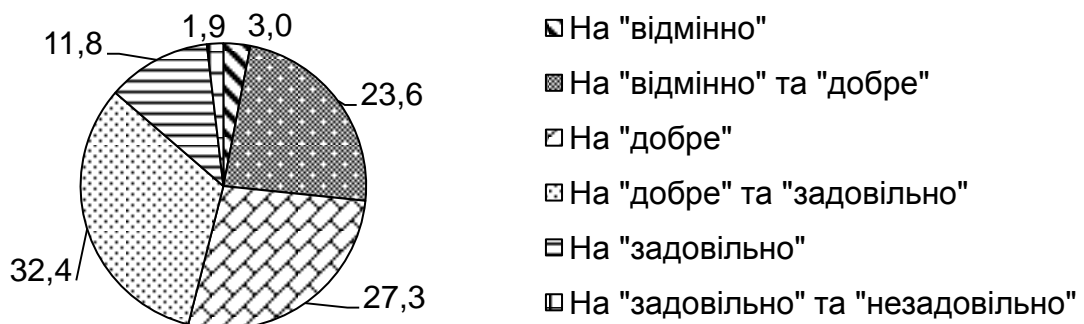 1,9
3,0
11,8
23,6
32,4
27,3
На "відмінно"
На "відмінно" та "добре"
На "добре"
На "добре" та "задовільно"
На "задовільно"
На "задовільно" та "незадовільно"